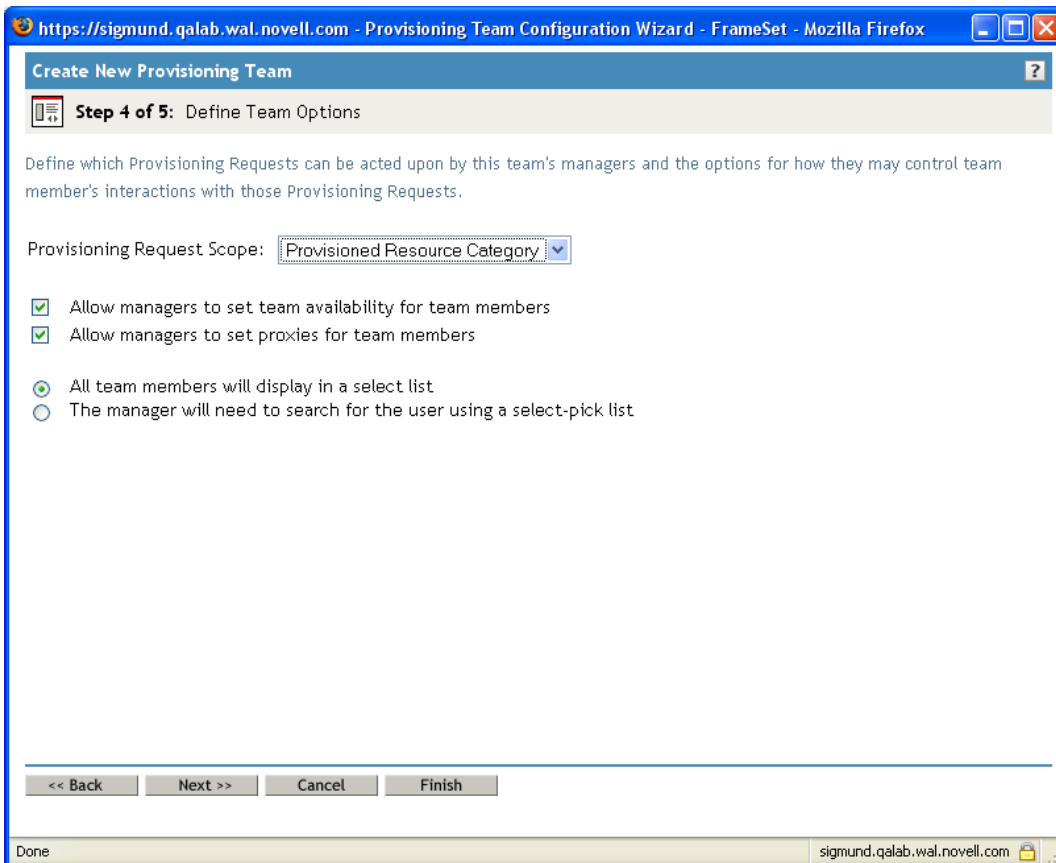 https://sigmund.qalab.wal.novell.com - Provisioning Team Configuration Wizard - FrameSet - Mozilla Firefox
Create New Provisioning Team
?
Step 4 of 5: Define Team Options
Define which Provisioning Requests can be acted upon by this team's managers and the options for how they may control team
member's interactions with those Provisioning Requests.
Provisioning Request Scope: Provisioned Resource Category
Allow managers to set team availability for team members
Allow managers to set proxies for team members
All team members will display in a select list
The manager will need to search for the user using a select-pick list
<< Back Next >> Cancel Finish
Done sigmund.qalab.wal.novell.com